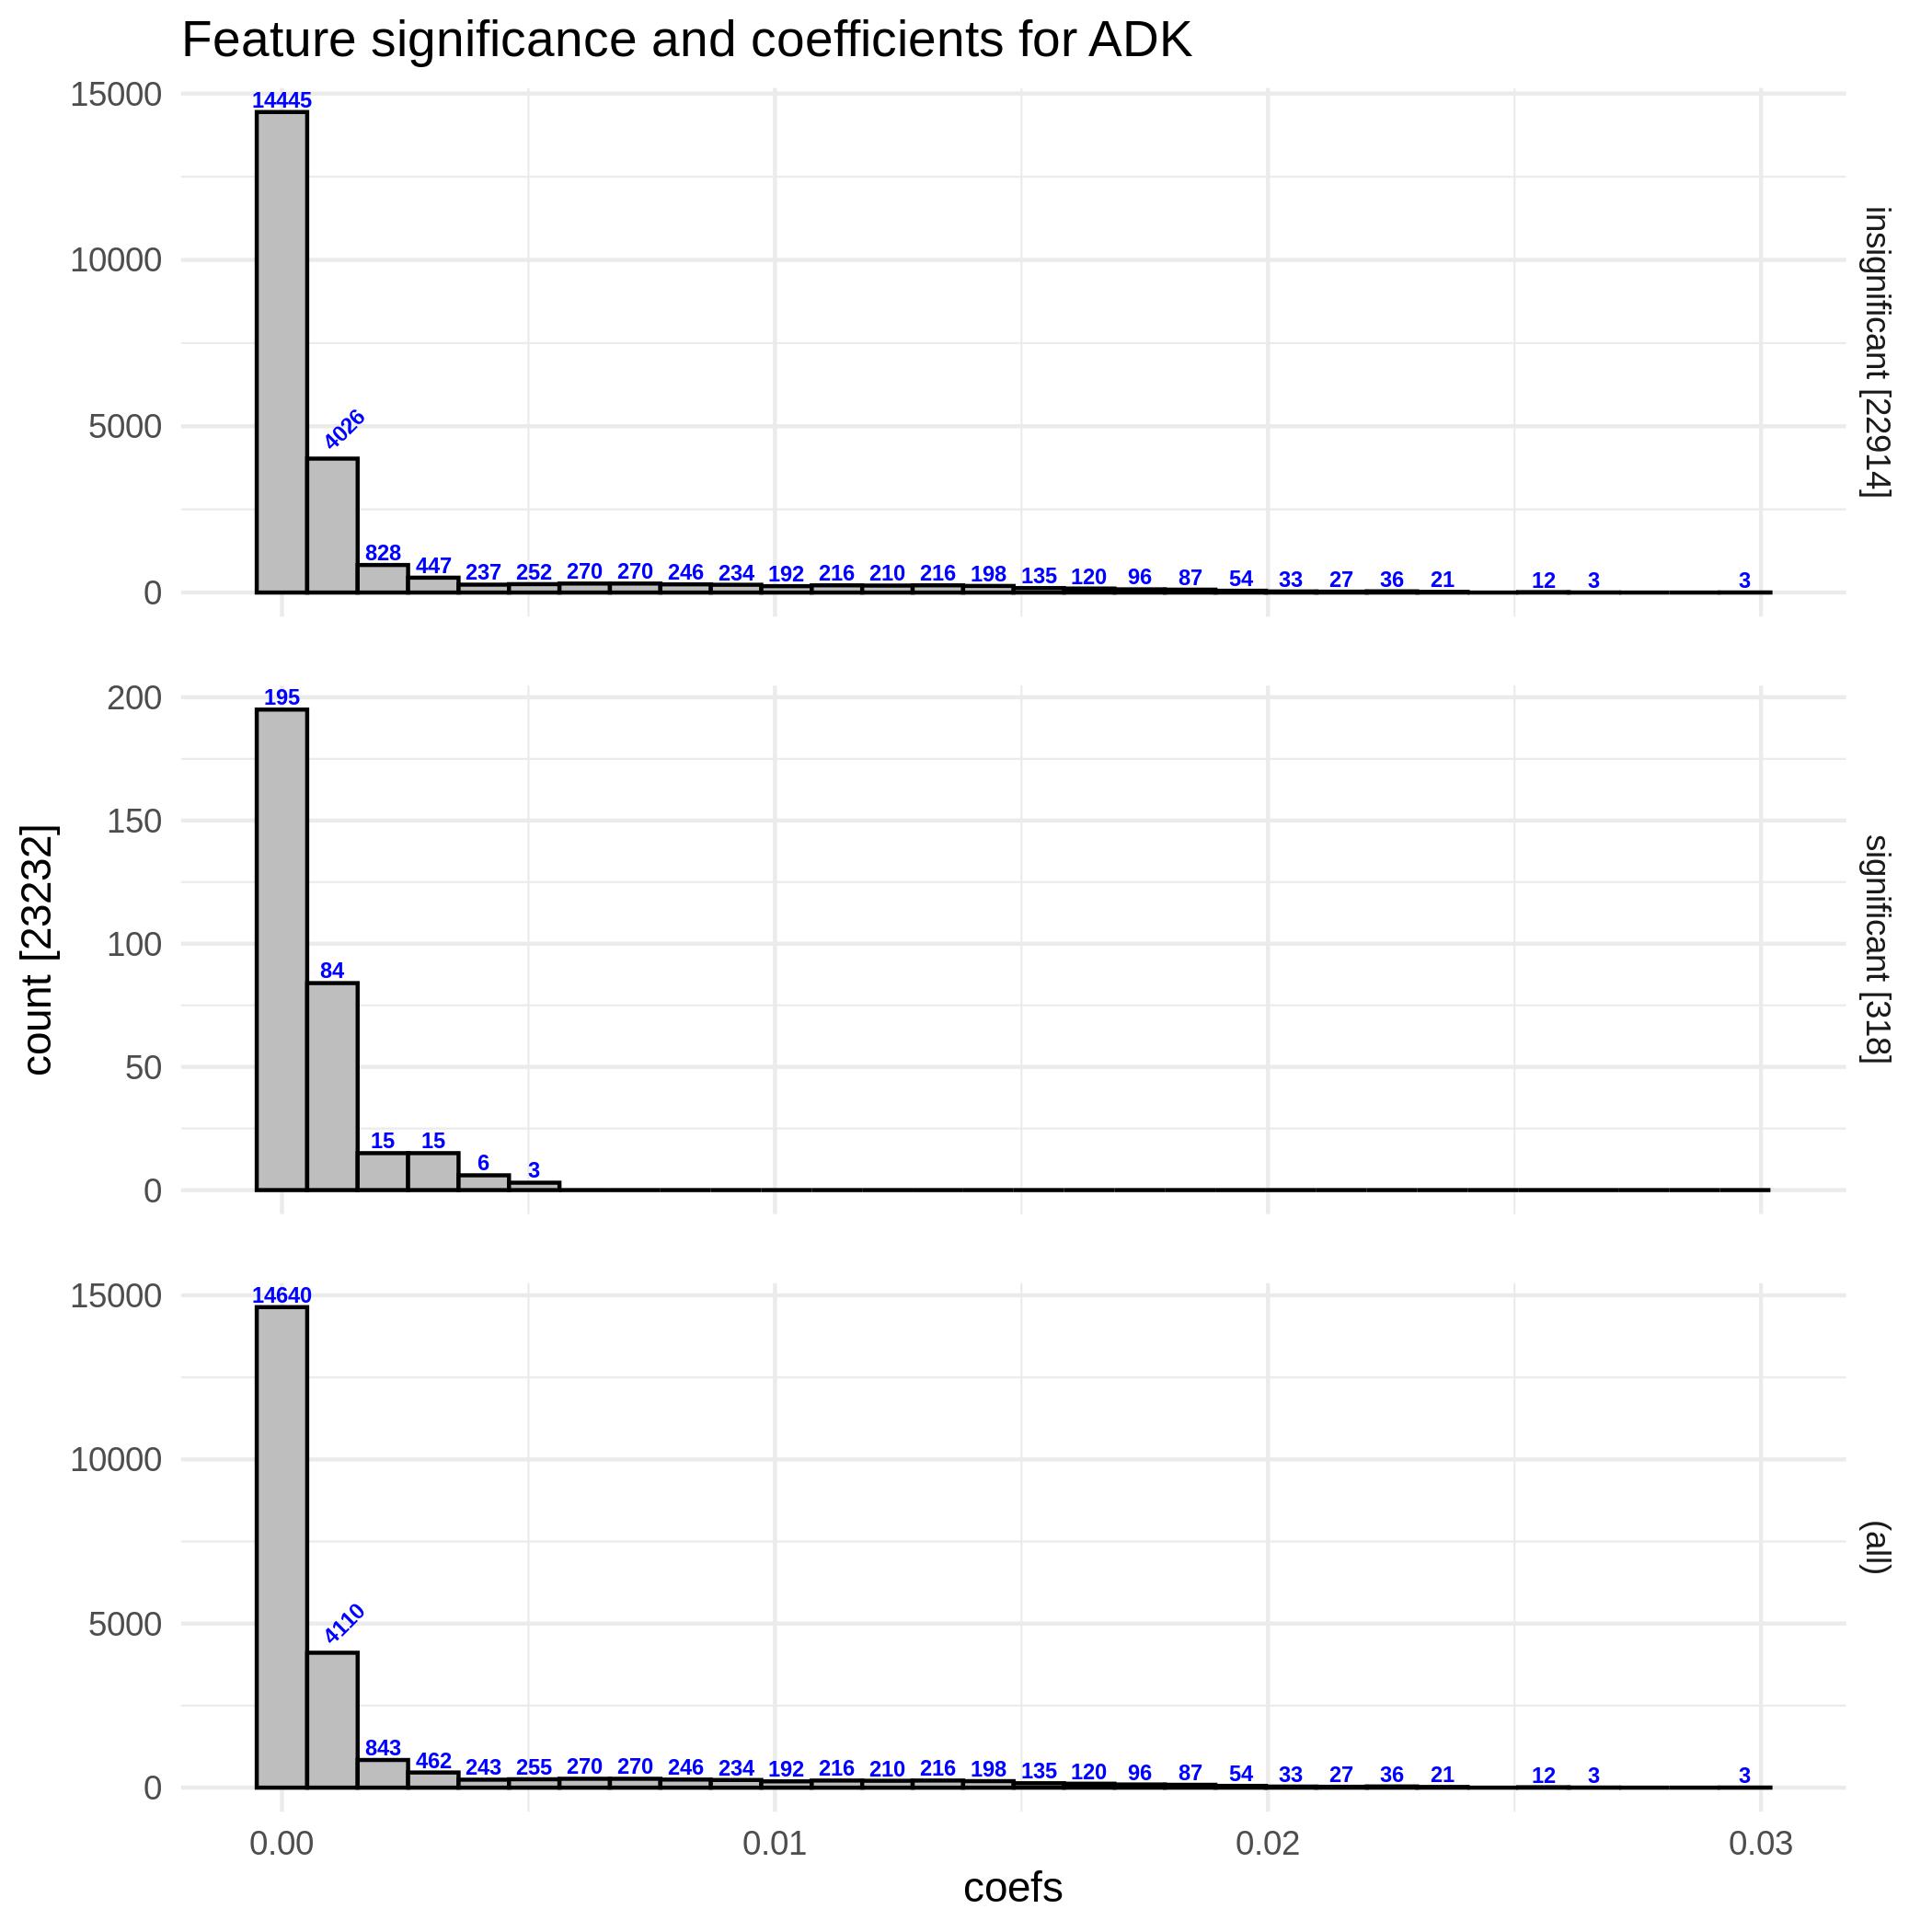 Feature significance and coefficients for ADK
count [23232]
15000
10000
5000
0
14445
4026
828 447 237 252 270 270 246 234 192 216 210 216 198 135 120 96 87 54 33 27 36 21 12 3 3
insignificant [22914]
200
150
100
50
0
195
84
15 15 6 3
significant [318]
15000
10000
5000
0
14640
4110
843 462 243 255 270 270 246 234 192 216 210 216 198 135 120 96 87 54 33 27 36 21 12 3 3
(all)
0.00 0.01 0.02 0.03
coefs